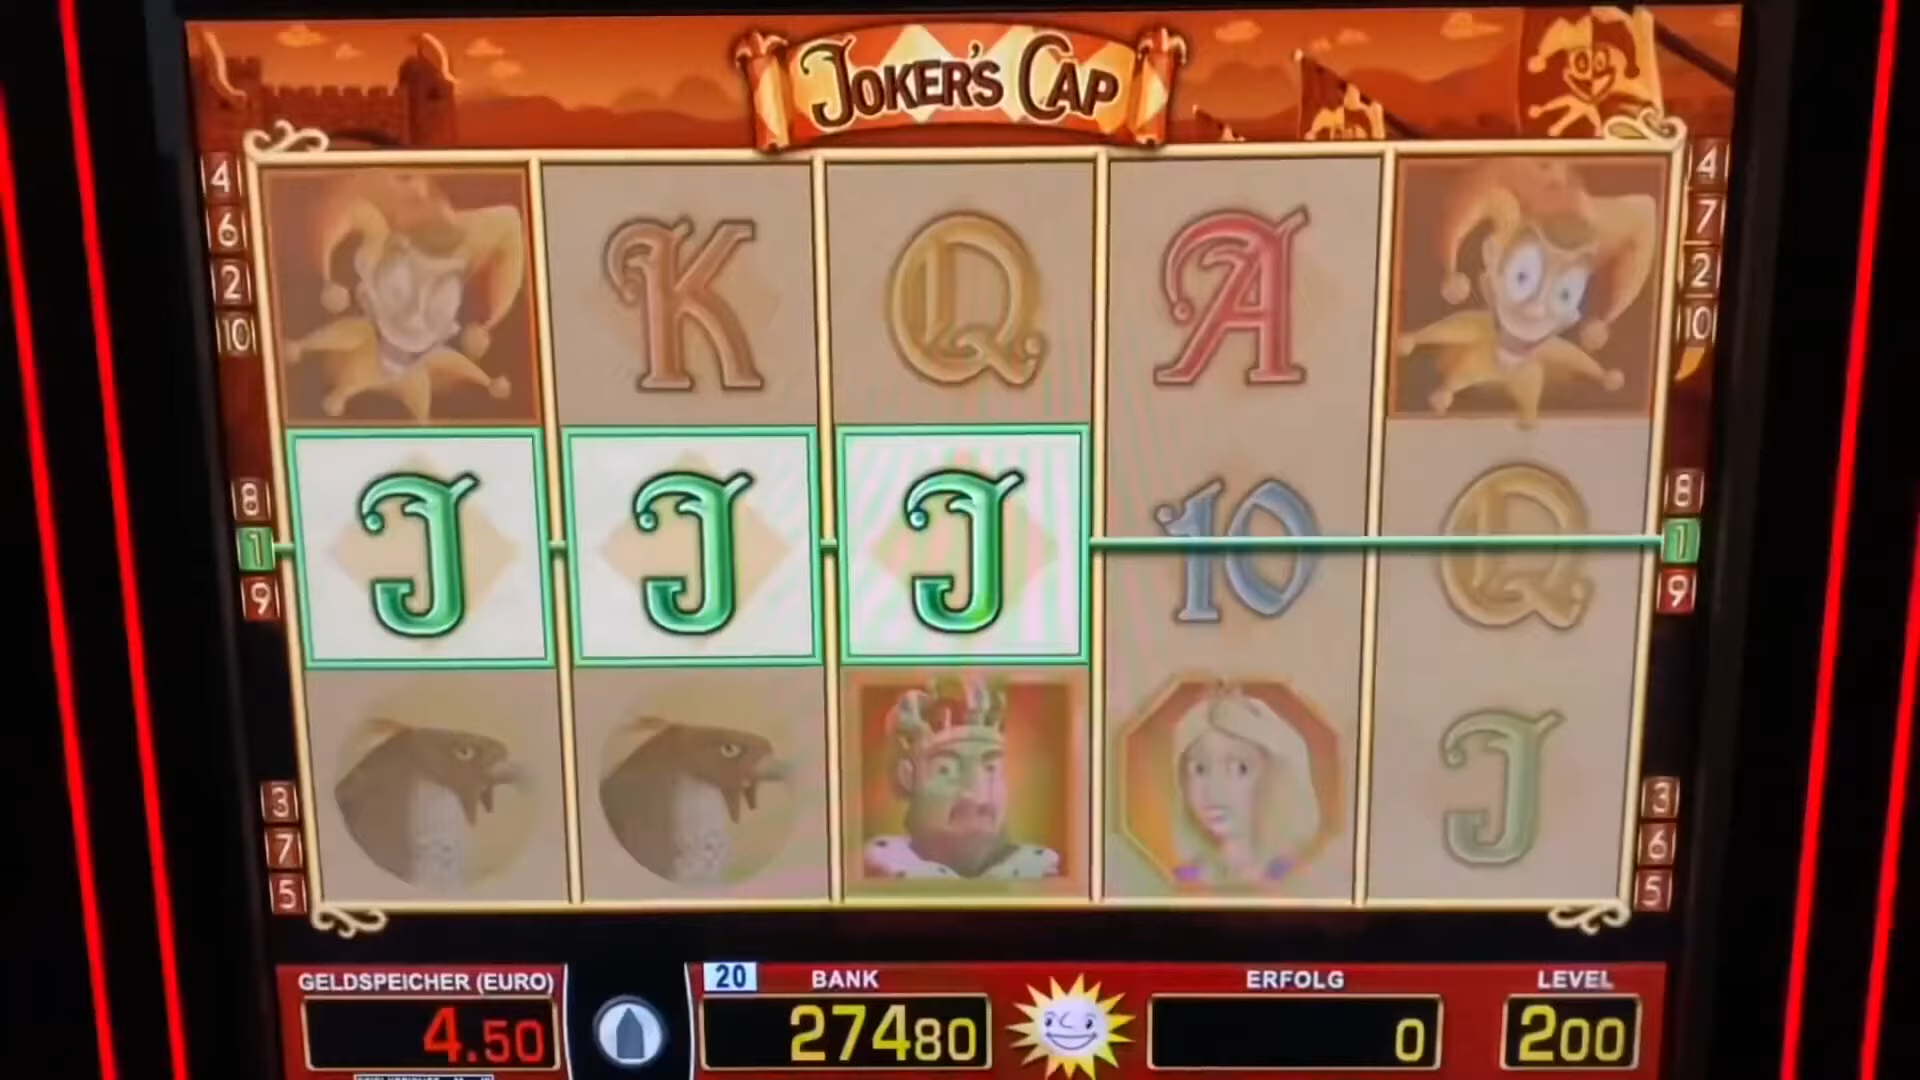 JOKER'S CAP
4 4
6 K Q A 7
2 2
10 10
8 8
1 J J J 10 Q 1
9 9
3 J 3
7 6
5 5
GELDSPEICHER (EURO) 20 BANK ERFOLG LEVEL
4.50 27480 0 200